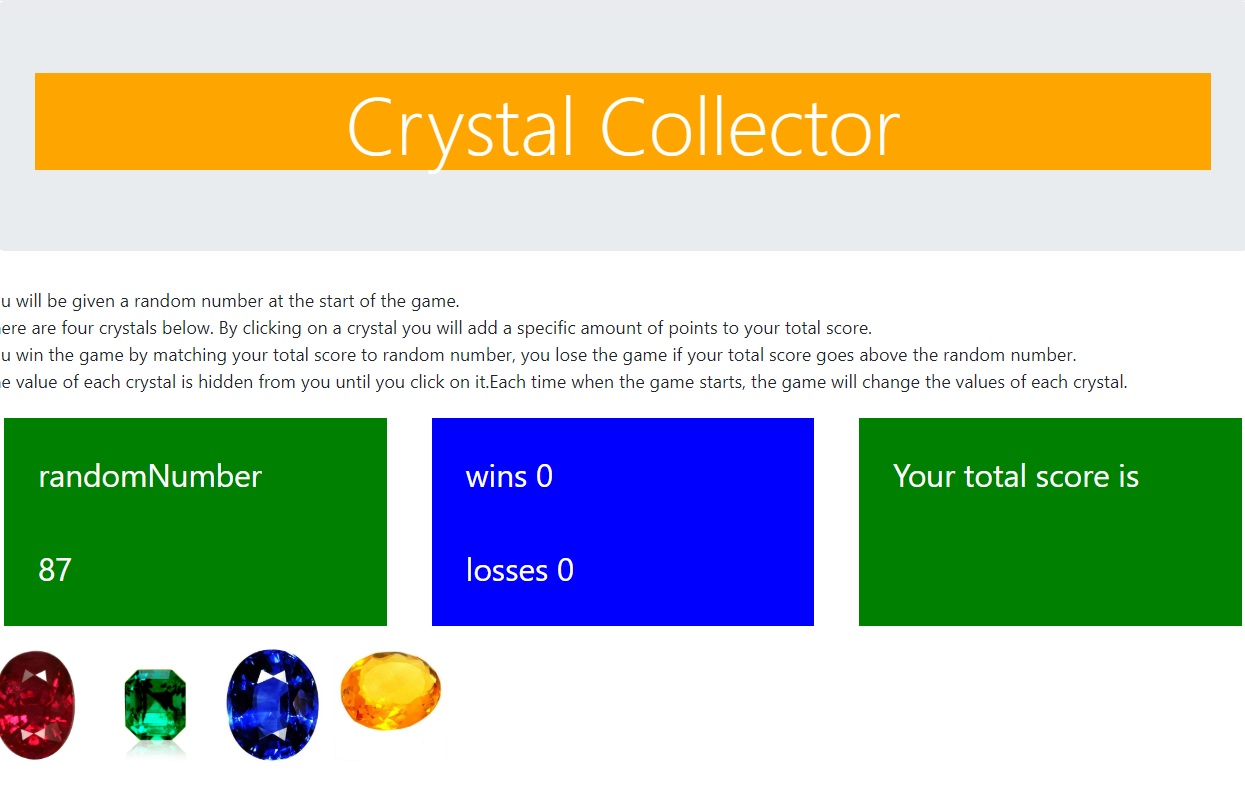 Crystal Collector
u will be given a random number at the start of the game.
ere are four crystals below. By clicking on a crystal you will add a specific amount of points to your total score.
u win the game by matching your total score to random number, you lose the game if your total score goes above the random number.
e value of each crystal is hidden from you until you click on it.Each time when the game starts, the game will change the values of each crystal.
randomNumber
87
wins 0
losses 0
Your total score is